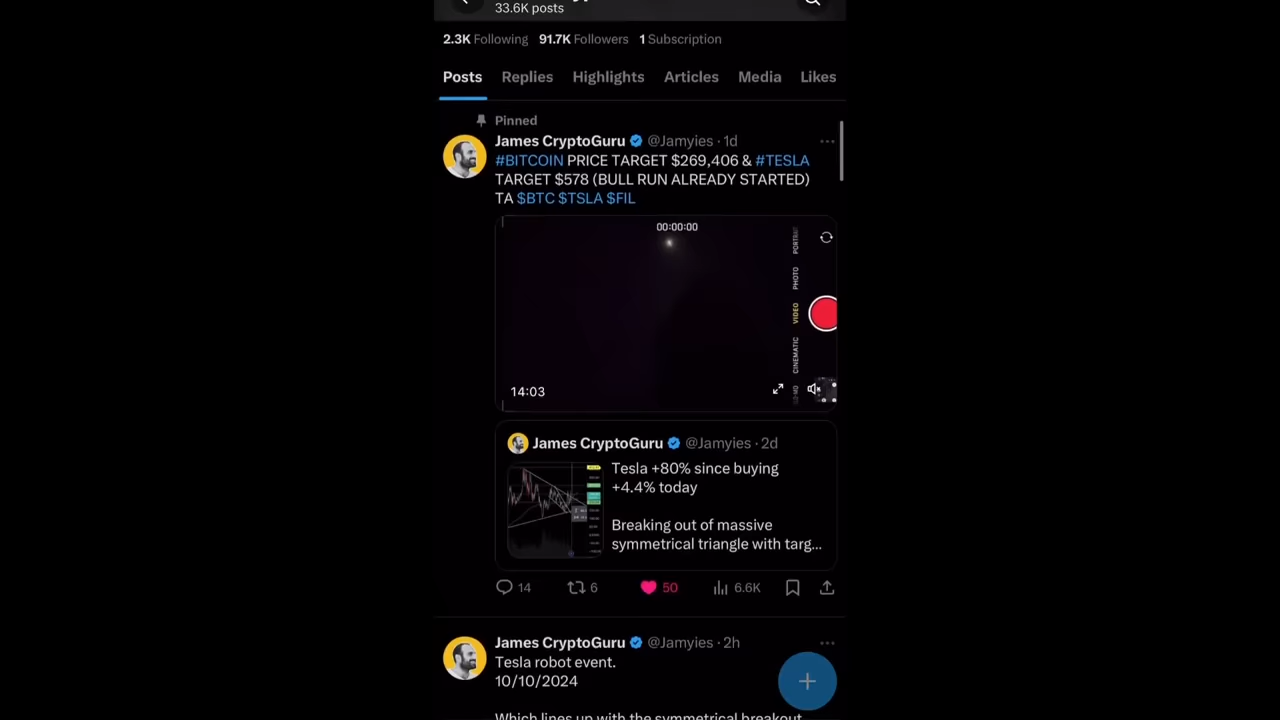 33.6K posts
2.3K Following 91.7K Followers 1 Subscription
Posts Replies Highlights Articles Media Likes
Pinned
James CryptoGuru @Jamyies · 1d
#BITCOIN PRICE TARGET $269,406 & #TESLA
TARGET $578 (BULL RUN ALREADY STARTED)
TA $BTC $TSLA $FIL
00:00:00
PHOTO
VIDEO
CINEMATIC
14:03
James CryptoGuru @Jamyies · 2d
Tesla +80% since buying
+4.4% today
Breaking out of massive
symmetrical triangle with targ...
14 6 50 6.6K
James CryptoGuru @Jamyies · 2h
Tesla robot event.
10/10/2024
Which lines up with the symmetrical breakout